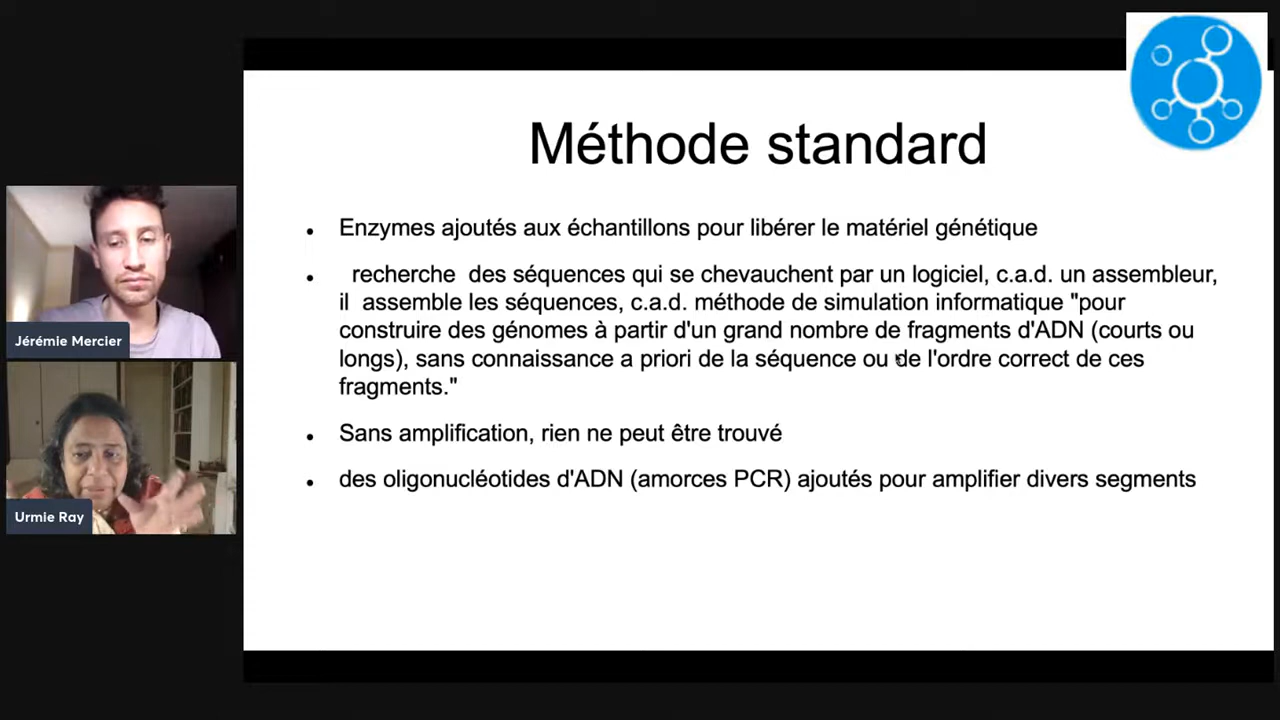 Méthode standard
Enzymes ajoutés aux échantillons pour libérer le matériel génétique
recherche des séquences qui se chevauchent par un logiciel, c.a.d. un assembleur,
il assemble les séquences, c.a.d. méthode de simulation informatique "pour
construire des génomes à partir d'un grand nombre de fragments d'ADN (courts ou
longs), sans connaissance a priori de la séquence ou de l'ordre correct de ces
fragments."
Sans amplification, rien ne peut être trouvé
des oligonucléotides d'ADN (amorces PCR) ajoutés pour amplifier divers segments
Jérémie Mercier
Urmie Ray